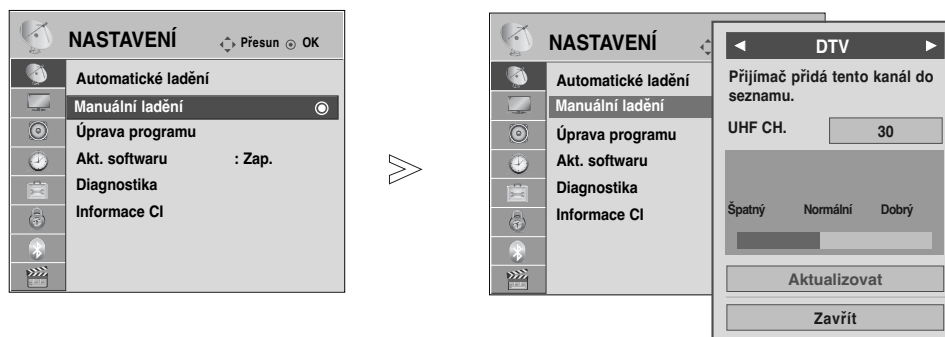 NASTAVENÍ Přesun OK
Automatické ladění
Manuální ladění
Úprava programu
Akt. softwaru : Zap.
Diagnostika
Informace CI
NASTAVENÍ
Automatické ladění
Manuální ladění
Úprava programu
Akt. softwaru
Diagnostika
Informace CI
DTV
Přijímač přidá tento kanál do
seznamu.
UHF CH. 30
Špatný Normální Dobrý
Aktualizovat
Zavřít